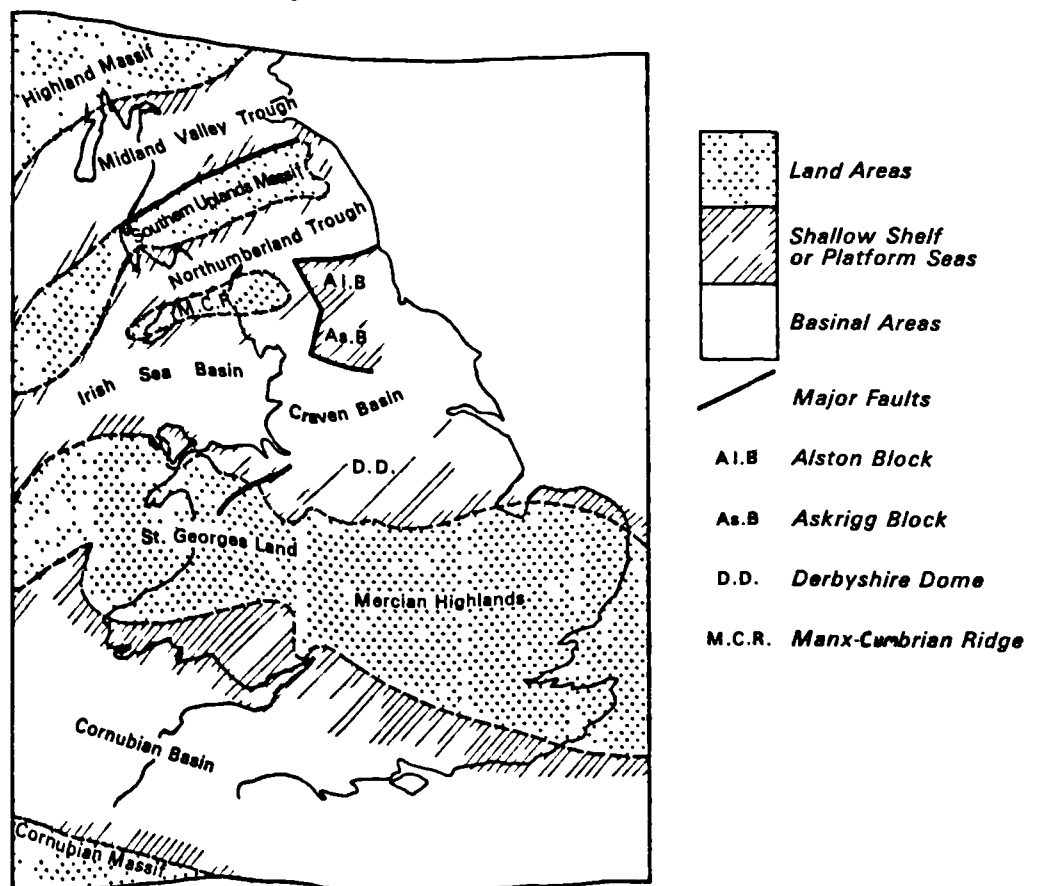 Highland Massif
Midland Valley Trough
Southern Uplands Massif
Northumberland Trough
Al.B
M.C.R.
As.B
Irish Sea Basin
Craven Basin
D.D.
St. Georges Land
Mercian Highlands
Cornubian Basin
Cornubian Massif
Land Areas
Shallow Shelf
or Platform Seas
Basinal Areas
Major Faults
Al.B Alston Block
As.B Askrigg Block
D.D. Derbyshire Dome
M.C.R. Manx-Cumbrian Ridge